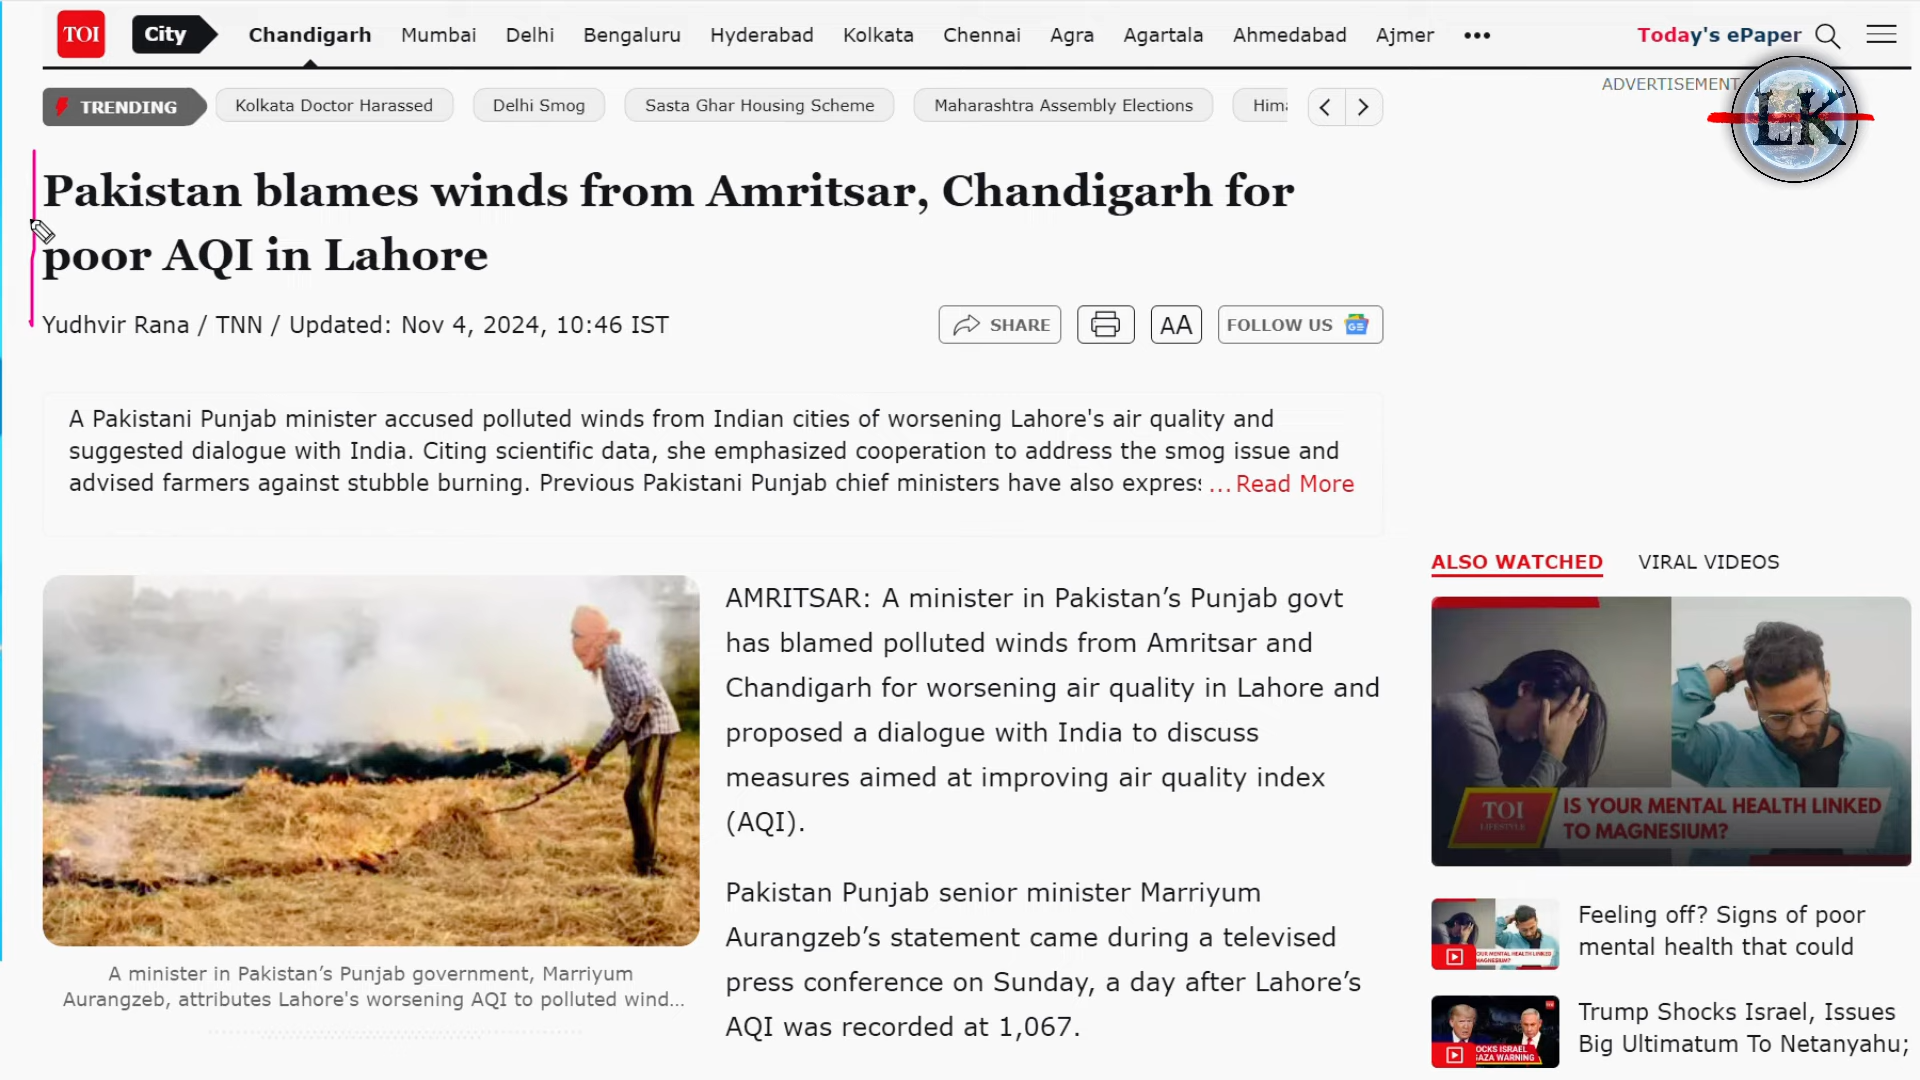 TOI
City
Chandigarh
Mumbai
Delhi
Bengaluru
Hyderabad
Kolkata
Chennai
Agra
Agartala
Ahmedabad
Ajmer
•••
Today's ePaper
TRENDING
Kolkata Doctor Harassed
Delhi Smog
Sasta Ghar Housing Scheme
Maharashtra Assembly Elections
ADVERTISEMENT
LK
Pakistan blames winds from Amritsar, Chandigarh for
poor AQI in Lahore
Yudhvir Rana / TNN / Updated: Nov 4, 2024, 10:46 IST
SHARE
AA
FOLLOW US
A Pakistani Punjab minister accused polluted winds from Indian cities of worsening Lahore's air quality and
suggested dialogue with India. Citing scientific data, she emphasized cooperation to address the smog issue and
advised farmers against stubble burning. Previous Pakistani Punjab chief ministers have also expres ...Read More
AMRITSAR: A minister in Pakistan’s Punjab govt
has blamed polluted winds from Amritsar and
Chandigarh for worsening air quality in Lahore and
proposed a dialogue with India to discuss
measures aimed at improving air quality index
(AQI).
Pakistan Punjab senior minister Marriyum
Aurangzeb’s statement came during a televised
press conference on Sunday, a day after Lahore’s
AQI was recorded at 1,067.
A minister in Pakistan’s Punjab government, Marriyum
Aurangzeb, attributes Lahore's worsening AQI to polluted wind...
ALSO WATCHED
VIRAL VIDEOS
TOI
LIFESTYLE
IS YOUR MENTAL HEALTH LINKED
TO MAGNESIUM?
Feeling off? Signs of poor
mental health that could
Trump Shocks Israel, Issues
Big Ultimatum To Netanyahu;